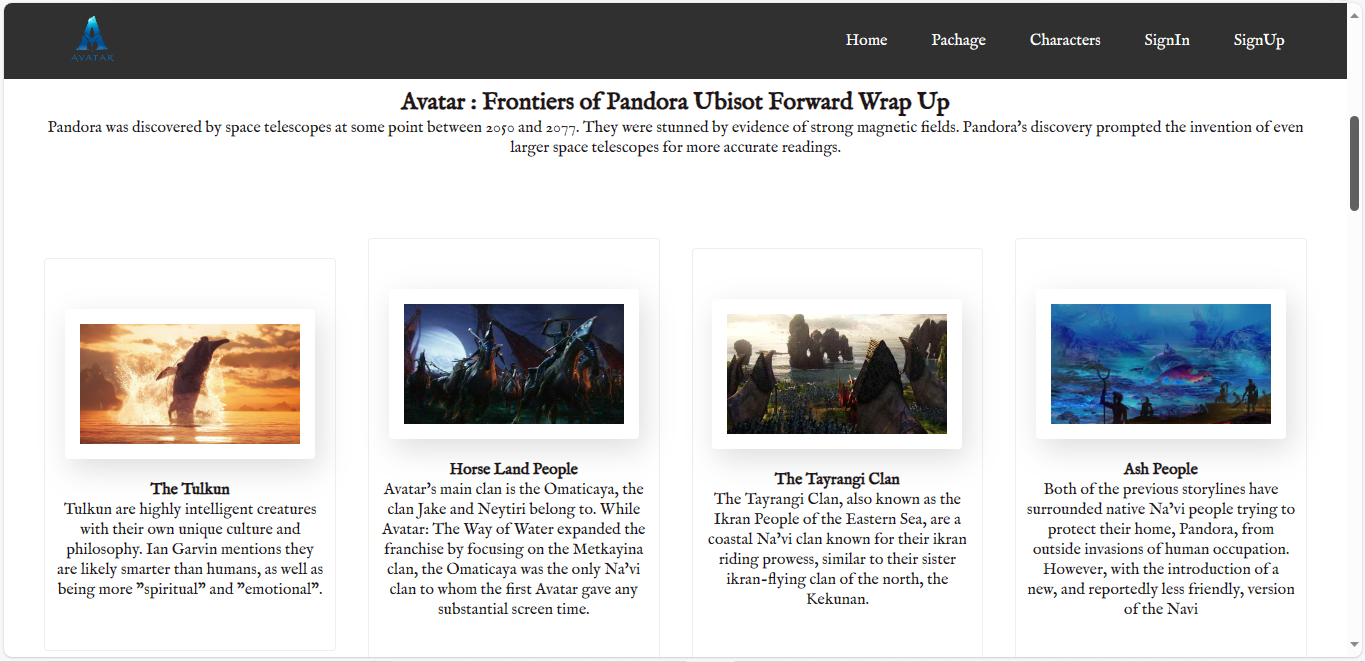 AVATAR
Home Pachage Characters SignIn SignUp
Avatar : Frontiers of Pandora Ubisot Forward Wrap Up
Pandora was discovered by space telescopes at some point between 2050 and 2077. They were stunned by evidence of strong magnetic fields. Pandora's discovery prompted the invention of even
larger space telescopes for more accurate readings.
The Tulkun
Tulkun are highly intelligent creatures
with their own unique culture and
philosophy. Ian Garvin mentions they
are likely smarter than humans, as well as
being more "spiritual" and "emotional".
Horse Land People
Avatar's main clan is the Omaticaya, the
clan Jake and Neytiri belong to. While
Avatar: The Way of Water expanded the
franchise by focusing on the Metkayina
clan, the Omaticaya was the only Na'vi
clan to whom the first Avatar gave any
substantial screen time.
The Tayrangi Clan
The Tayrangi Clan, also known as the
Ikran People of the Eastern Sea, are a
coastal Na'vi clan known for their ikran
riding prowess, similar to their sister
ikran-flying clan of the north, the
Kekunan.
Ash People
Both of the previous storylines have
surrounded native Na'vi people trying to
protect their home, Pandora, from
outside invasions of human occupation.
However, with the introduction of a
new, and reportedly less friendly, version
of the Navi